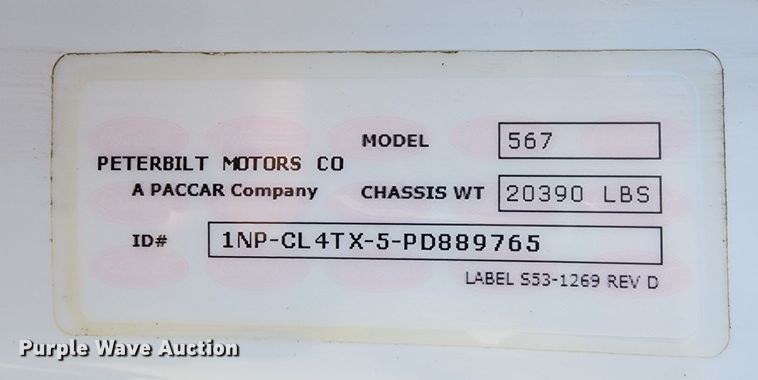 MODEL 567
PETERBILT MOTORS CO
A PACCAR Company CHASSIS WT 20390 LBS
ID# 1NP-CL4TX-5-PD889765
LABEL S53-1269 REV D
Purple Wave Auction